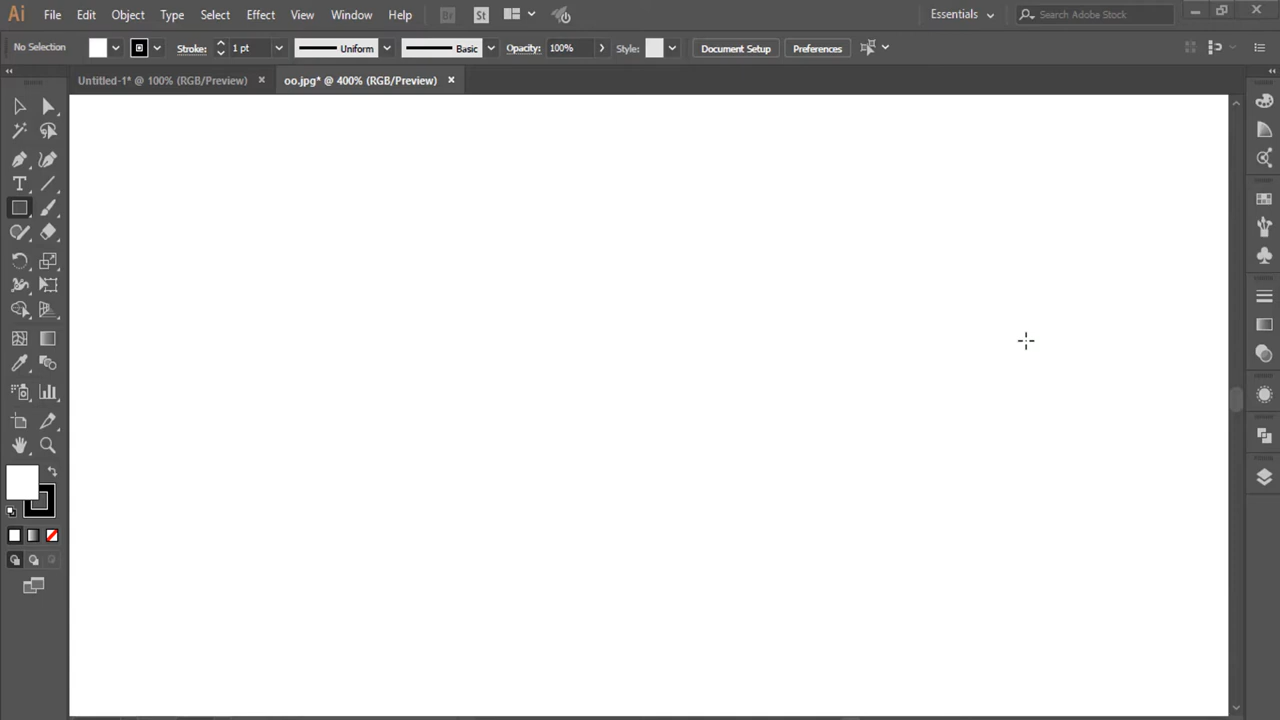 Ai File Edit Object Type Select Effect View Window Help Br St Essentials Search Adobe Stock
No Selection Stroke: 1 pt Uniform Basic Opacity: 100% Style: Document Setup Preferences
Untitled-1* @ 100% (RGB/Preview) oo.jpg* @ 400% (RGB/Preview)
T